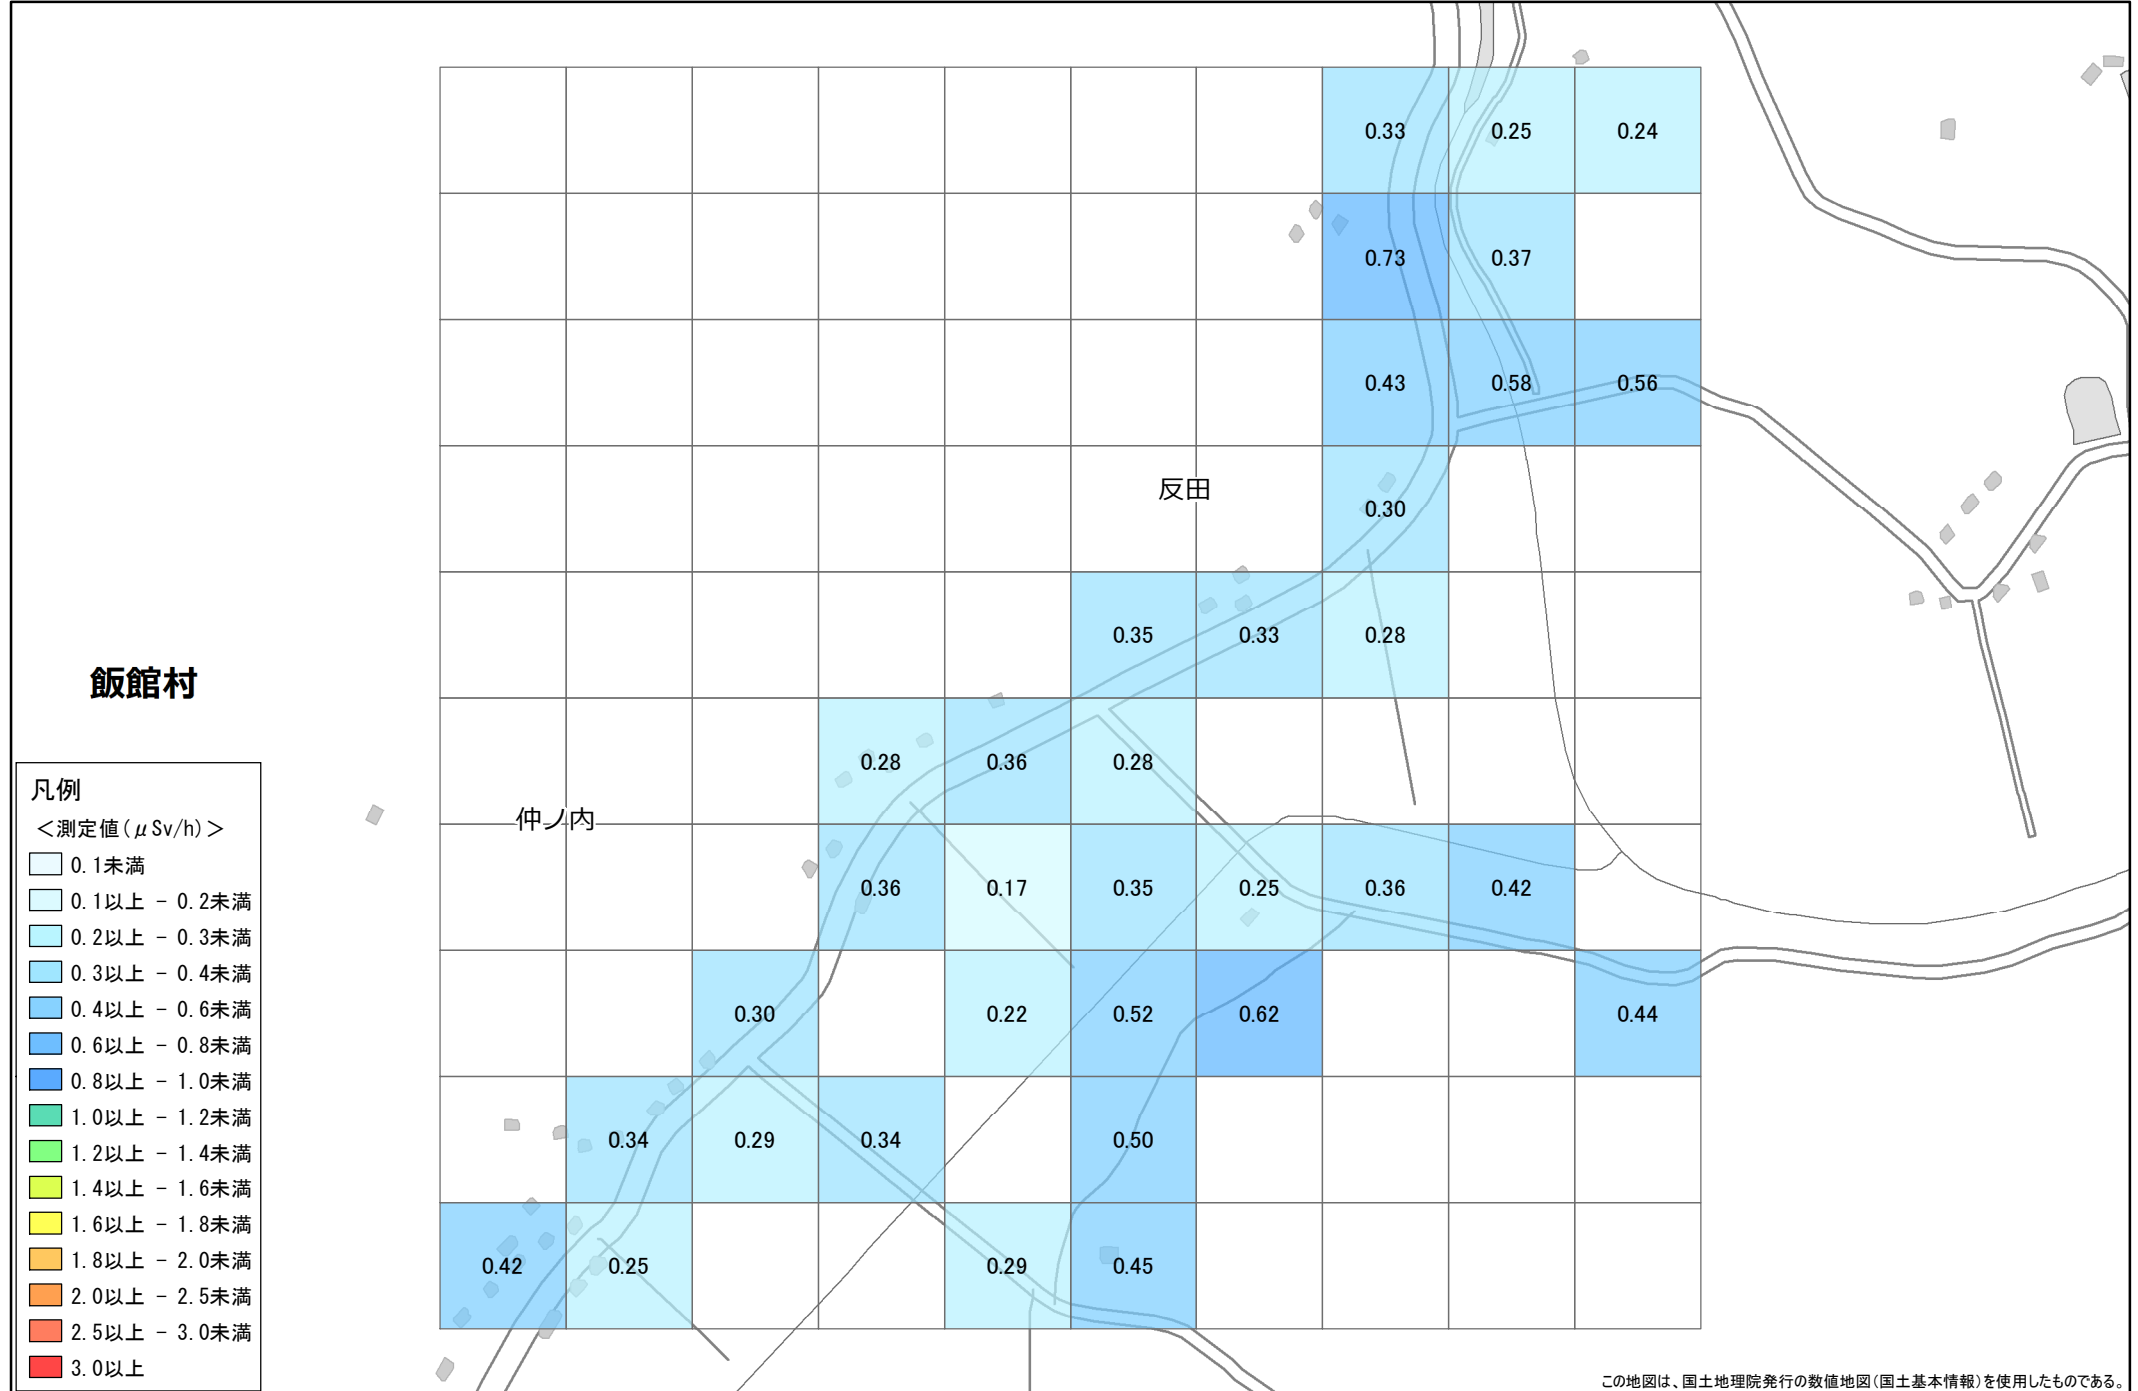 0.33 0.25 0.24
0.73 0.37
0.43 0.58 0.56
反田
0.30
0.35 0.33 0.28
飯館村
0.28 0.36 0.28
仲ノ内
0.36 0.17 0.35 0.25 0.36 0.42
0.30 0.22 0.52 0.62 0.44
0.34 0.29 0.34 0.50
0.42 0.25 0.29 0.45
凡例
＜測定値(μSv/h)＞
0.1未満
0.1以上 － 0.2未満
0.2以上 － 0.3未満
0.3以上 － 0.4未満
0.4以上 － 0.6未満
0.6以上 － 0.8未満
0.8以上 － 1.0未満
1.0以上 － 1.2未満
1.2以上 － 1.4未満
1.4以上 － 1.6未満
1.6以上 － 1.8未満
1.8以上 － 2.0未満
2.0以上 － 2.5未満
2.5以上 － 3.0未満
3.0以上
この地図は、国土地理院発行の数値地図(国土基本情報)を使用したものである。